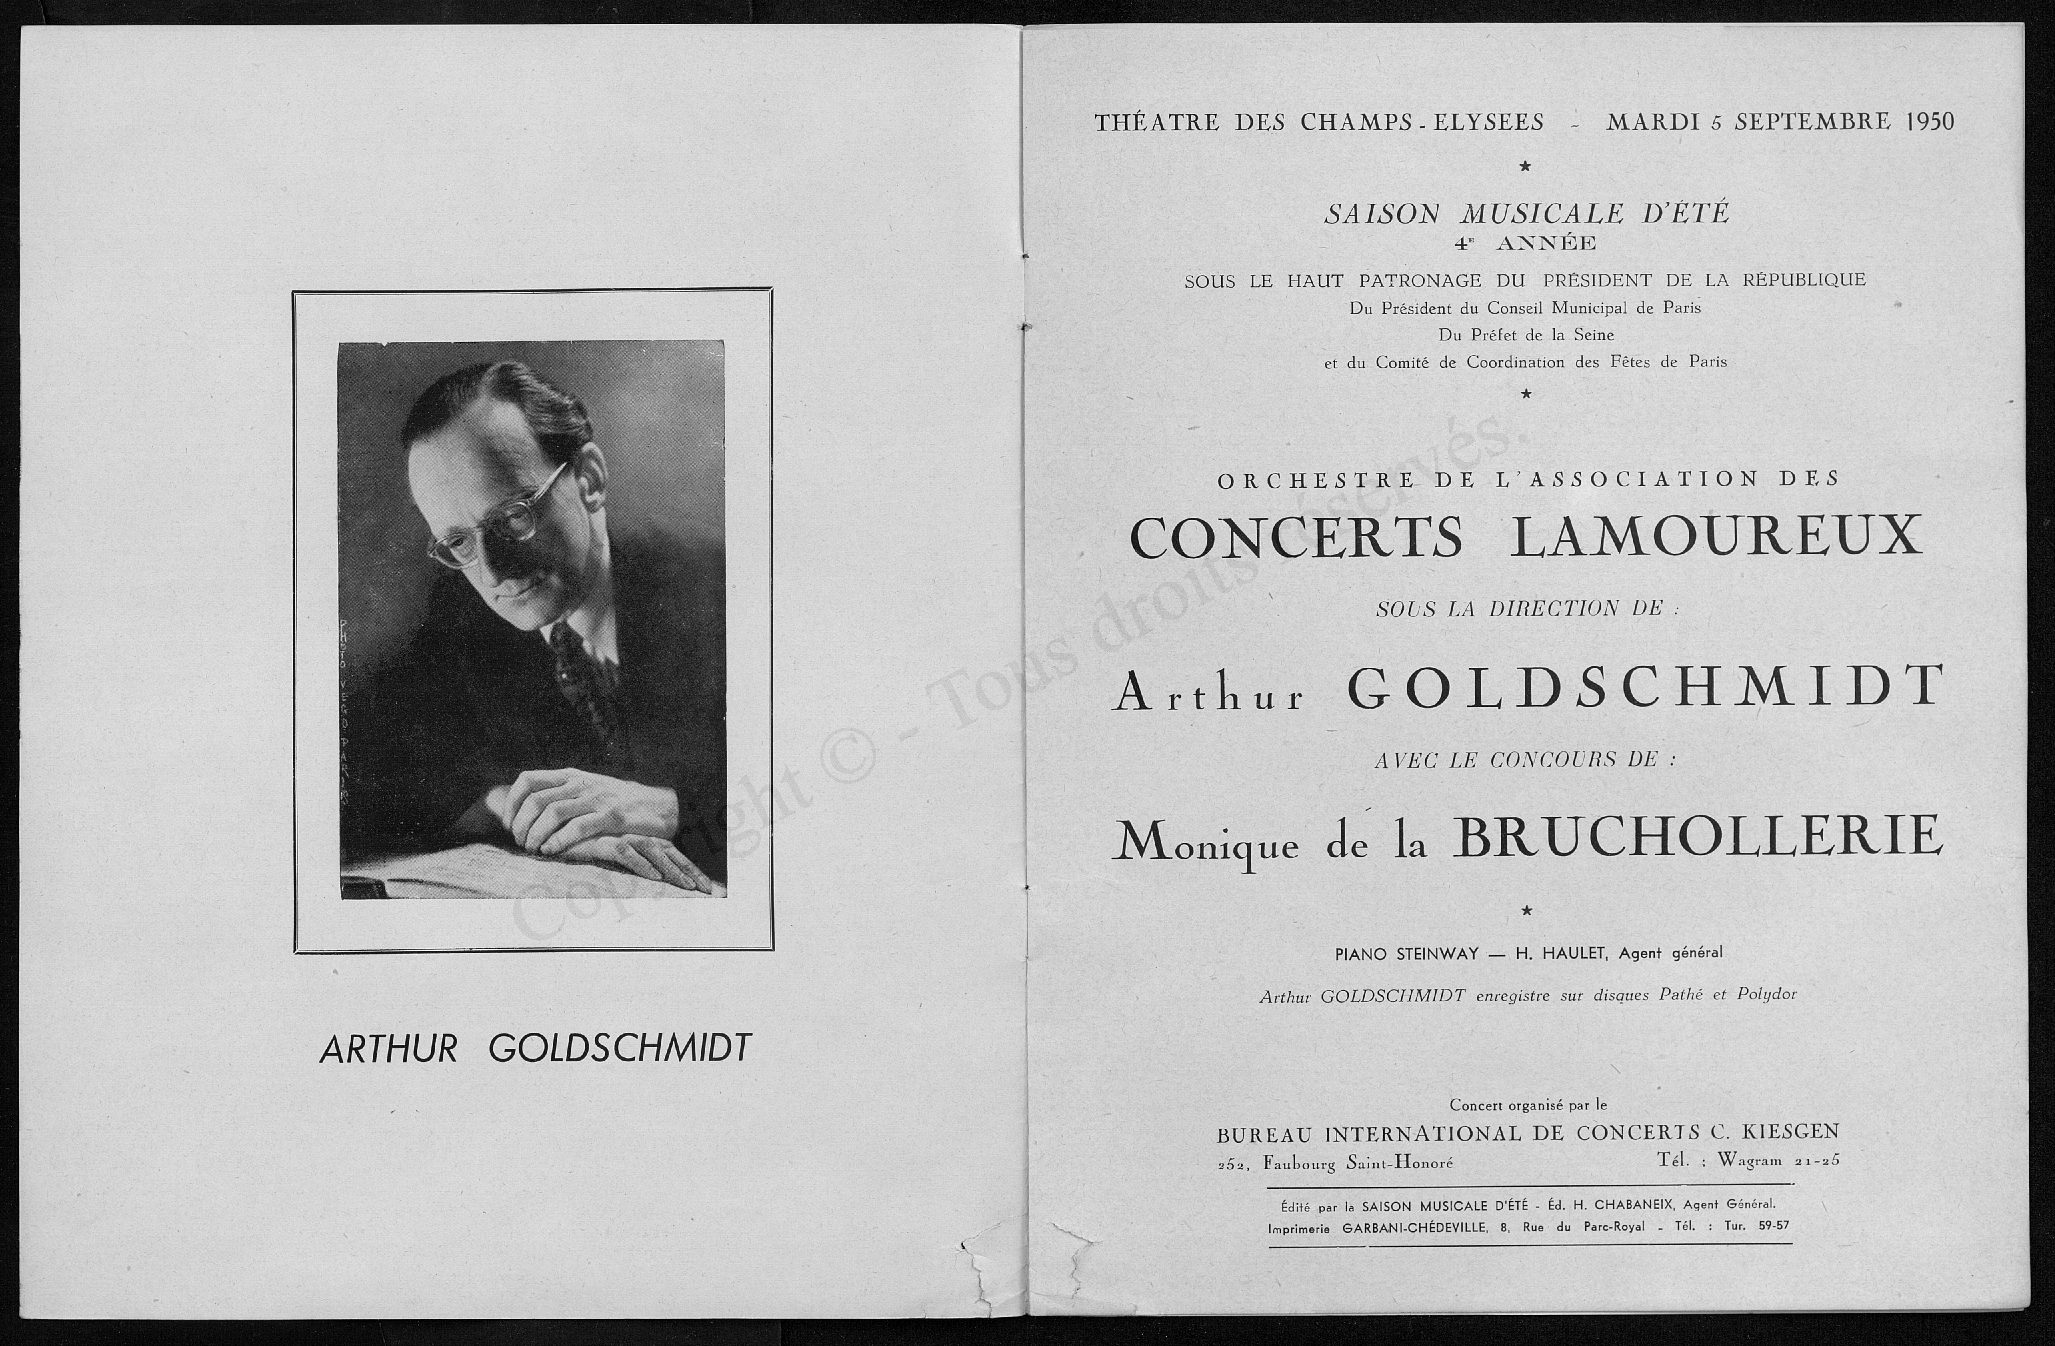 PHOTO VEGO PARIS
ARTHUR GOLDSCHMIDT
THÉATRE DES CHAMPS-ELYSEES - MARDI 5 SEPTEMBRE 1950
★
SAISON MUSICALE D'ÉTÉ
4E ANNÉE
SOUS LE HAUT PATRONAGE DU PRÉSIDENT DE LA RÉPUBLIQUE
Du Président du Conseil Municipal de Paris
Du Préfet de la Seine
et du Comité de Coordination des Fêtes de Paris
★
ORCHESTRE DE L'ASSOCIATION DES
CONCERTS LAMOUREUX
SOUS LA DIRECTION DE :
Arthur GOLDSCHMIDT
AVEC LE CONCOURS DE :
Monique de la BRUCHOLLERIE
★
PIANO STEINWAY — H. HAULET, Agent général
Arthur GOLDSCHMIDT enregistre sur disques Pathé et Polydor
Concert organisé par le
BUREAU INTERNATIONAL DE CONCERTS C. KIESGEN
252, Faubourg Saint-Honoré Tél. : Wagram 21-25
Édité par la SAISON MUSICALE D'ÉTÉ - Éd. H. CHABANEIX, Agent Général.
Imprimerie GARBANI-CHÉDEVILLE, 8, Rue du Parc-Royal - Tél. : Tur. 59-57
Copyright © - Tous droits réservés.